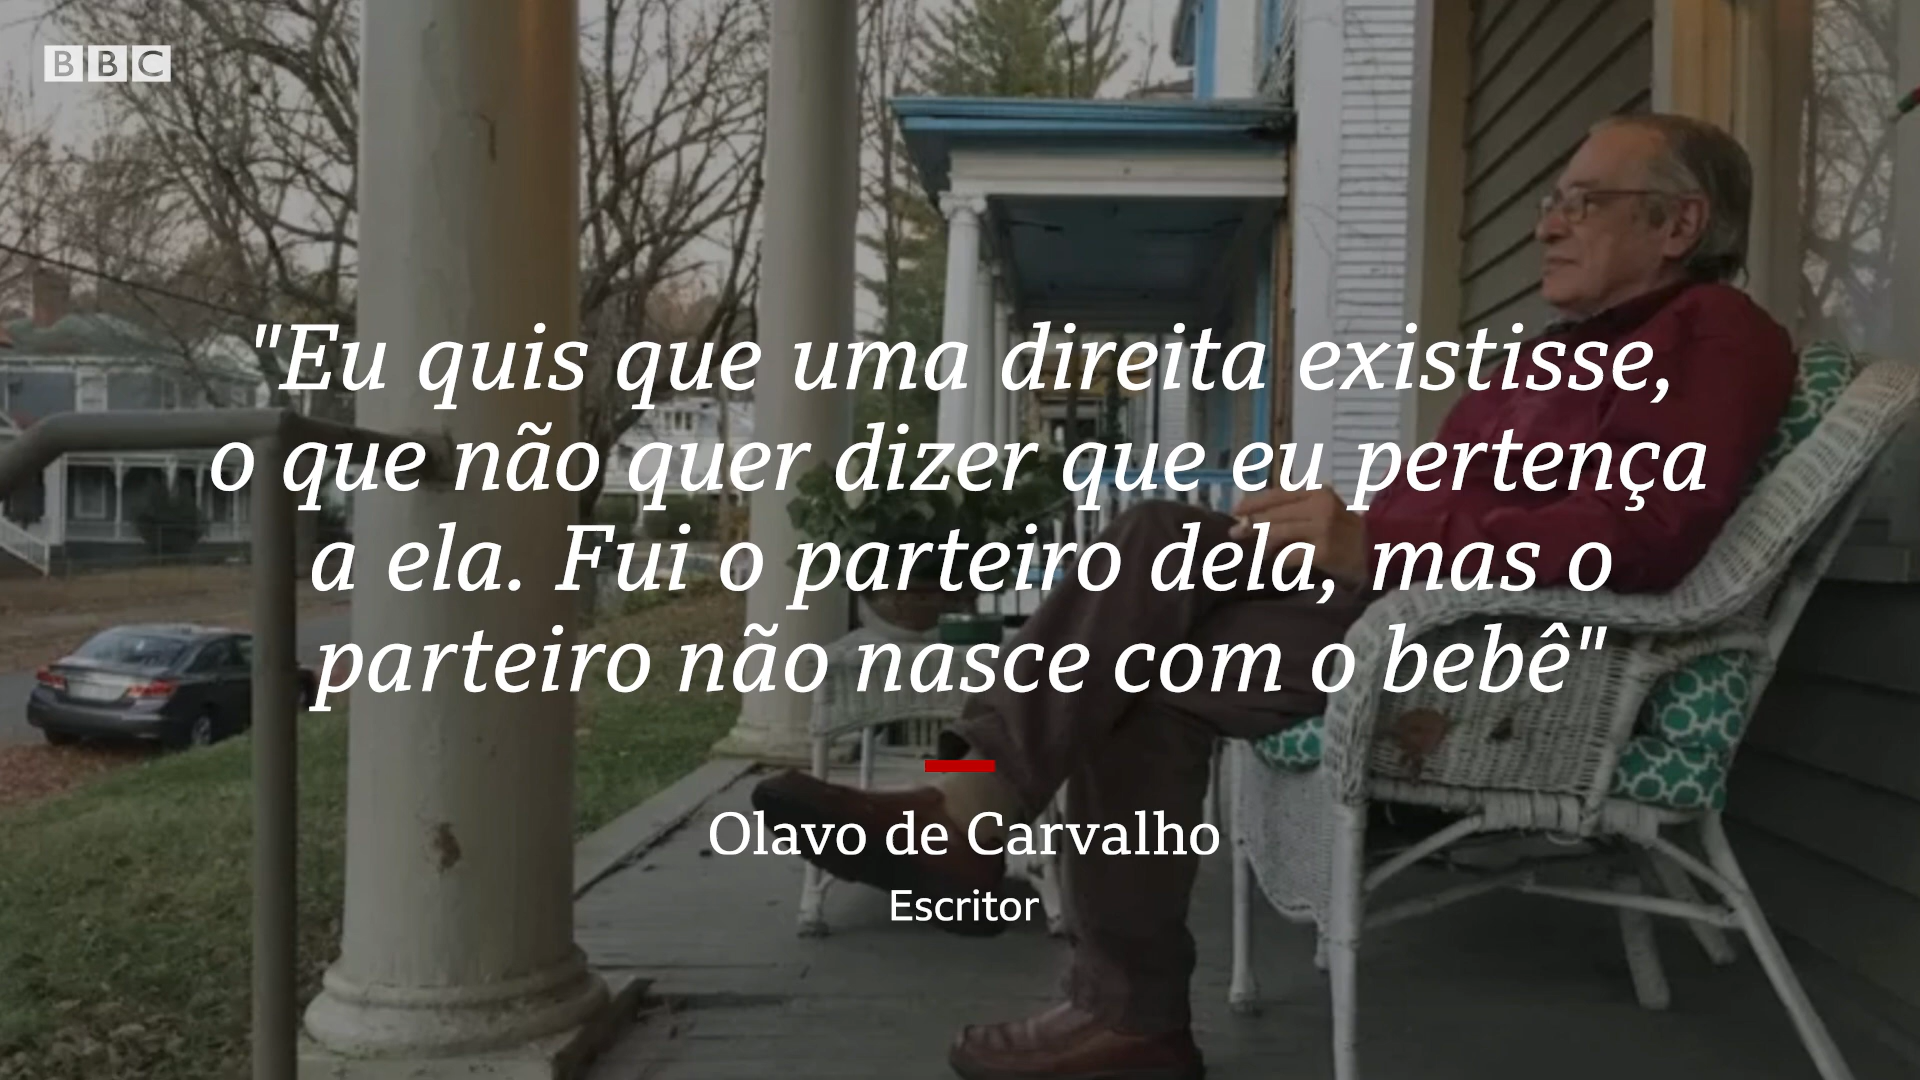 BBC
"Eu quis que uma direita existisse,
o que não quer dizer que eu pertença
a ela. Fui o parteiro dela, mas o
parteiro não nasce com o bebê"
Olavo de Carvalho
Escritor